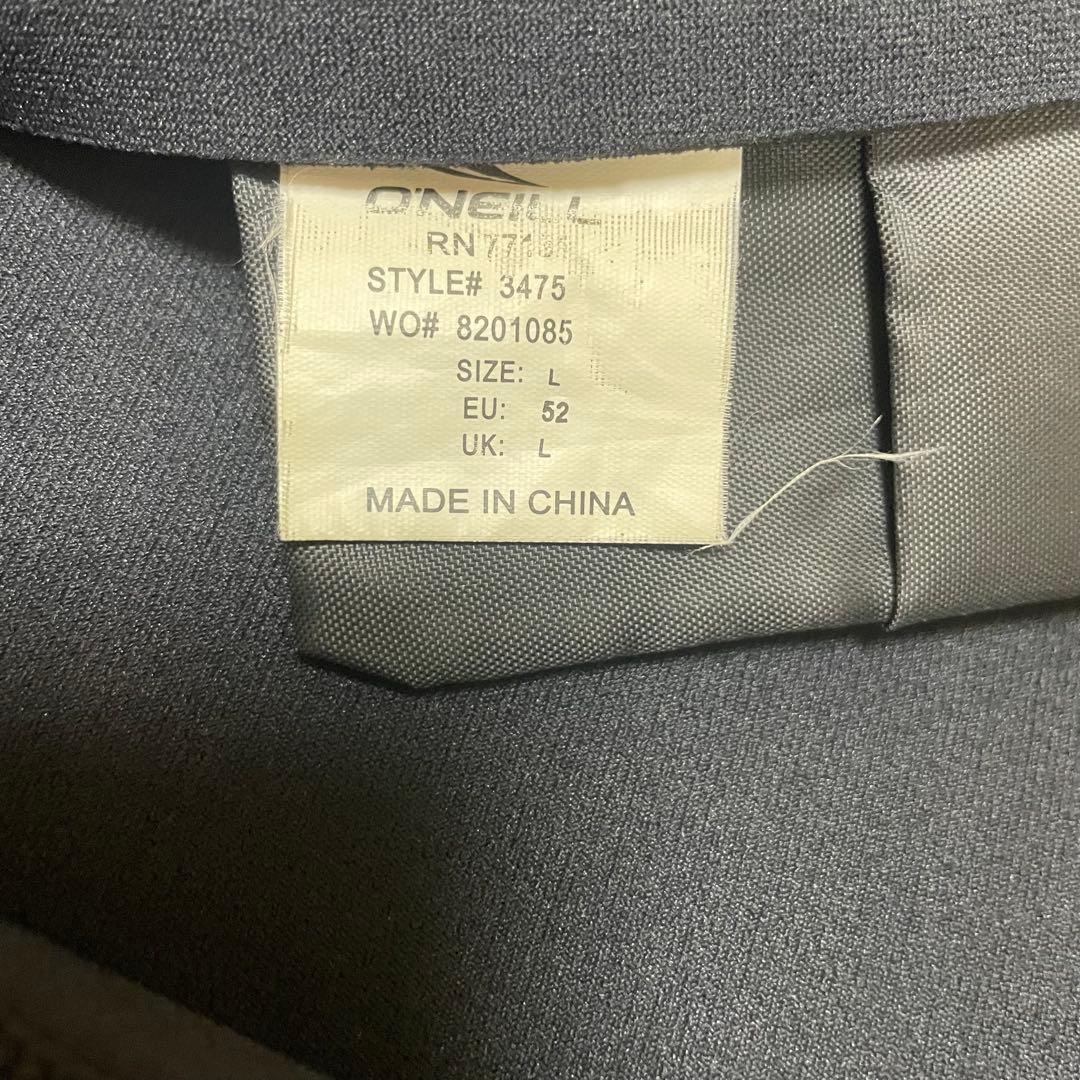 O'NEILL
RN
STYLE# 3475
WO# 8201085
SIZE: L
EU: 52
UK: L
MADE IN CHINA